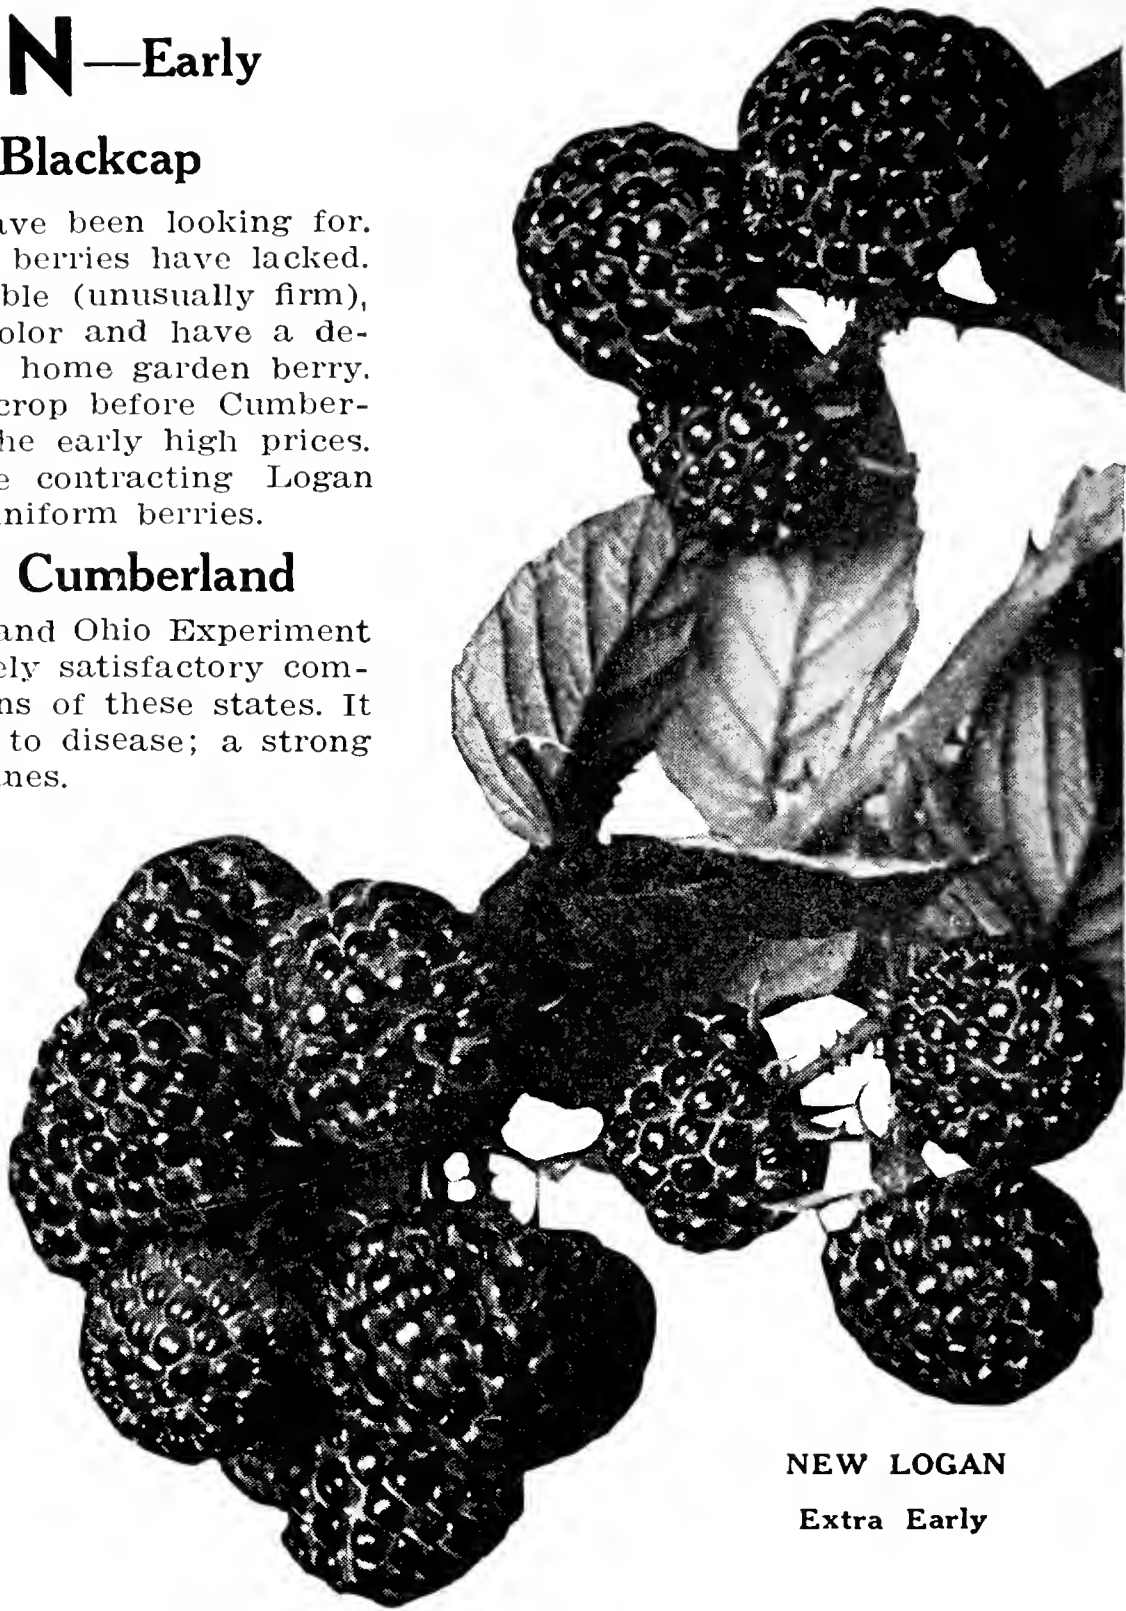 N—Early
Blackcap
ave been looking for.
berries have lacked.
ble (unusually firm),
olor and have a de-
home garden berry.
crop before Cumber-
he early high prices.
e contracting Logan
niform berries.
Cumberland
and Ohio Experiment
ely satisfactory com-
ns of these states. It
to disease; a strong
nes.
NEW LOGAN
Extra Early